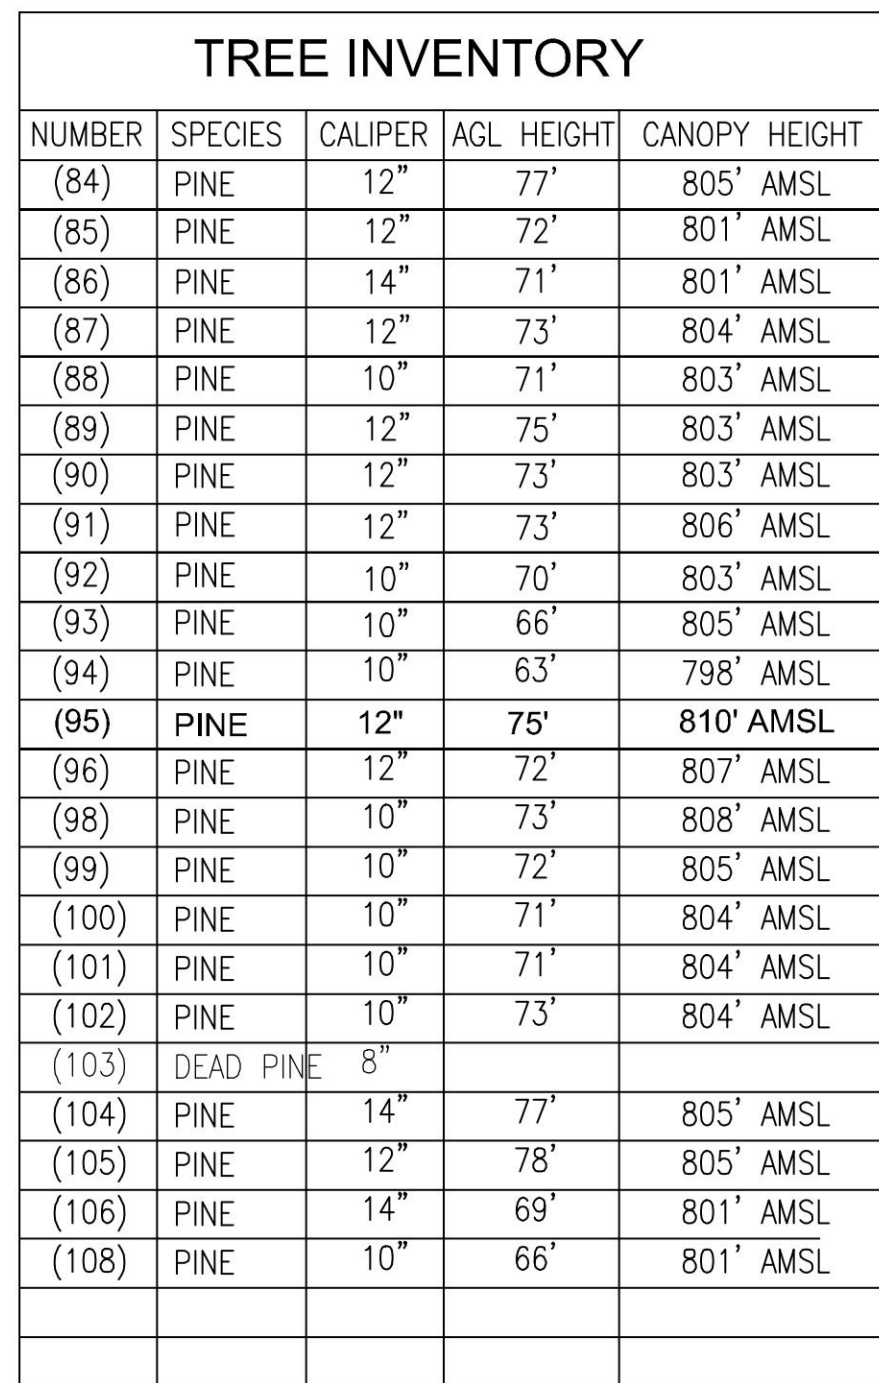 TREE INVENTORY
NUMBER SPECIES CALIPER AGL HEIGHT CANOPY HEIGHT
(84) PINE 12" 77' 805' AMSL
(85) PINE 12" 72' 801' AMSL
(86) PINE 14" 71' 801' AMSL
(87) PINE 12" 73' 804' AMSL
(88) PINE 10" 71' 803' AMSL
(89) PINE 12" 75' 803' AMSL
(90) PINE 12" 73' 803' AMSL
(91) PINE 12" 73' 806' AMSL
(92) PINE 10" 70' 803' AMSL
(93) PINE 10" 66' 805' AMSL
(94) PINE 10" 63' 798' AMSL
(95) PINE 12" 75' 810' AMSL
(96) PINE 12" 72' 807' AMSL
(98) PINE 10" 73' 808' AMSL
(99) PINE 10" 72' 805' AMSL
(100) PINE 10" 71' 804' AMSL
(101) PINE 10" 71' 804' AMSL
(102) PINE 10" 73' 804' AMSL
(103) DEAD PINE 8"
(104) PINE 14" 77' 805' AMSL
(105) PINE 12" 78' 805' AMSL
(106) PINE 14" 69' 801' AMSL
(108) PINE 10" 66' 801' AMSL